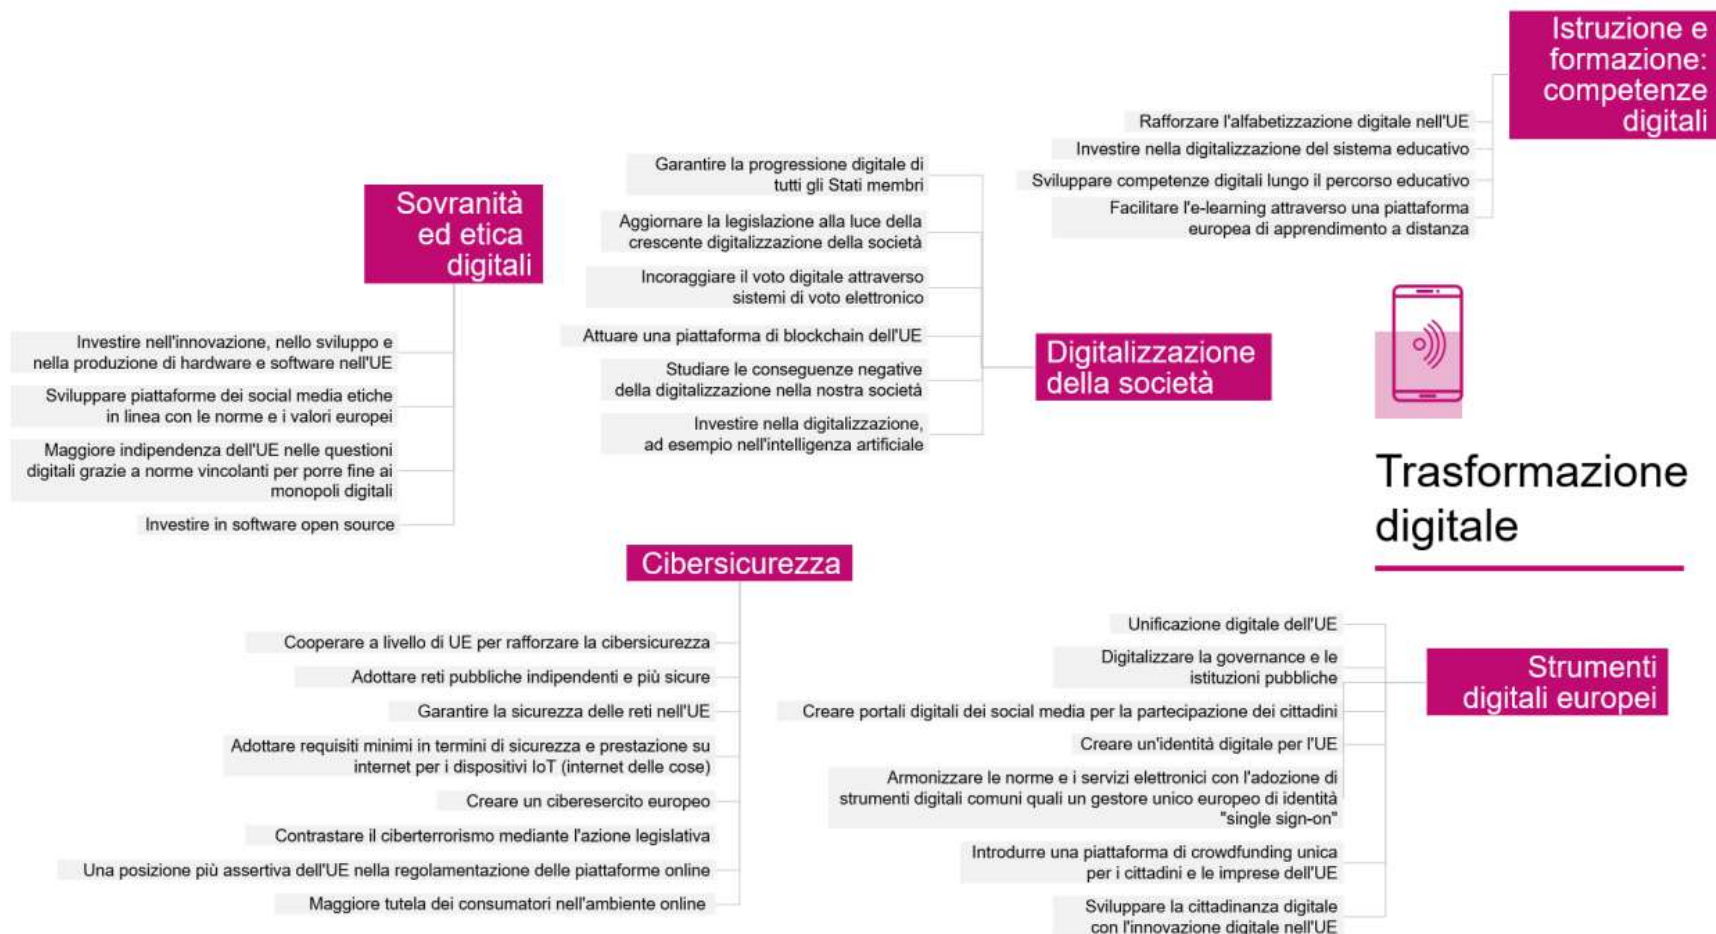 Istruzione e
formazione:
competenze
digitali
Rafforzare l'alfabetizzazione digitale nell'UE
Investire nella digitalizzazione del sistema educativo
Sviluppare competenze digitali lungo il percorso educativo
Facilitare l'e-learning attraverso una piattaforma
europea di apprendimento a distanza
Sovranità
ed etica
digitali
Investire nell'innovazione, nello sviluppo e
nella produzione di hardware e software nell'UE
Sviluppare piattaforme dei social media etiche
in linea con le norme e i valori europei
Maggiore indipendenza dell'UE nelle questioni
digitali grazie a norme vincolanti per porre fine ai
monopoli digitali
Investire in software open source
Garantire la progressione digitale di
tutti gli Stati membri
Aggiornare la legislazione alla luce della
crescente digitalizzazione della società
Incoraggiare il voto digitale attraverso
sistemi di voto elettronico
Attuare una piattaforma di blockchain dell'UE
Studiare le conseguenze negative
della digitalizzazione nella nostra società
Investire nella digitalizzazione,
ad esempio nell'intelligenza artificiale
Digitalizzazione
della società
Trasformazione
digitale
Cibersicurezza
Cooperare a livello di UE per rafforzare la cibersicurezza
Adottare reti pubbliche indipendenti e più sicure
Garantire la sicurezza delle reti nell'UE
Adottare requisiti minimi in termini di sicurezza e prestazione su
internet per i dispositivi IoT (internet delle cose)
Creare un ciberesercito europeo
Contrastare il ciberterrorismo mediante l'azione legislativa
Una posizione più assertiva dell'UE nella regolamentazione delle piattaforme online
Maggiore tutela dei consumatori nell'ambiente online
Strumenti
digitali europei
Unificazione digitale dell'UE
Digitalizzare la governance e le
istituzioni pubbliche
Creare portali digitali dei social media per la partecipazione dei cittadini
Creare un'identità digitale per l'UE
Armonizzare le norme e i servizi elettronici con l'adozione di
strumenti digitali comuni quali un gestore unico europeo di identità
"single sign-on"
Introdurre una piattaforma di crowdfunding unica
per i cittadini e le imprese dell'UE
Sviluppare la cittadinanza digitale
con l'innovazione digitale nell'UE